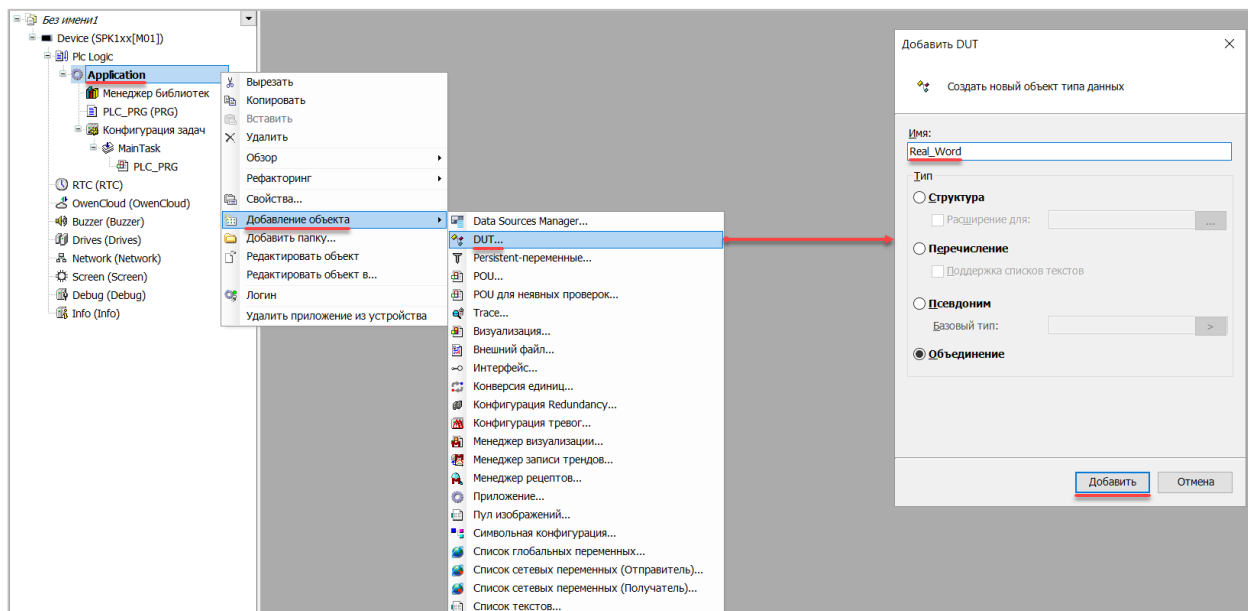 Без имени1
Device (SPK1xx[M01])
Plc Logic
Application
Менеджер библиотек
PLC_PRG (PRG)
Конфигурация задач
MainTask
PLC_PRG
RTC (RTC)
OwenCloud (OwenCloud)
Buzzer (Buzzer)
Drives (Drives)
Network (Network)
Screen (Screen)
Debug (Debug)
Info (Info)
Вырезать
Копировать
Вставить
Удалить
Обзор
Рефакторинг
Свойства...
Добавление объекта
Добавить папку...
Редактировать объект
Редактировать объект в...
Логин
Удалить приложение из устройства
Data Sources Manager...
DUT...
Persistent-переменные...
POU...
POU для неявных проверок...
Trace...
Визуализация...
Внешний файл...
Интерфейс...
Конверсия единиц...
Конфигурация Redundancy...
Конфигурация тревог...
Менеджер визуализации...
Менеджер записи трендов...
Менеджер рецептов...
Приложение...
Пул изображений...
Символьная конфигурация...
Список глобальных переменных...
Список сетевых переменных (Отправитель)...
Список сетевых переменных (Получатель)...
Список текстов...
Добавить DUT
Создать новый объект типа данных
Имя:
Real_Word
Тип
Структура
Расширение для:
...
Перечисление
Поддержка списков текстов
Псевдоним
Базовый тип:
>
Объединение
Добавить
Отмена